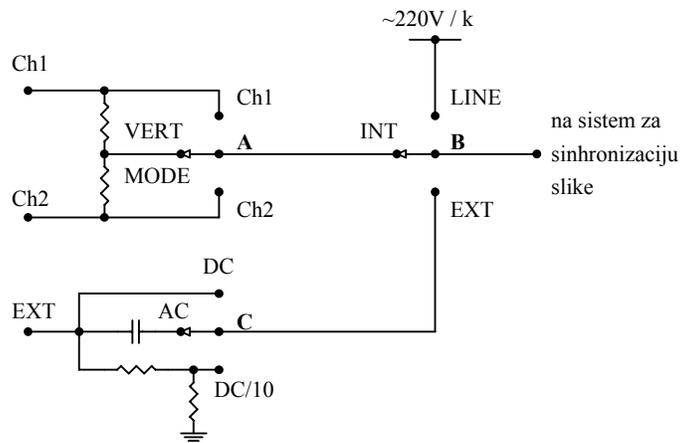 ~220V / k
Ch1
Ch1
LINE
VERT
INT
A
B
na sistem za
sinhronizaciju
slike
MODE
Ch2
Ch2
EXT
DC
EXT
AC
C
DC/10